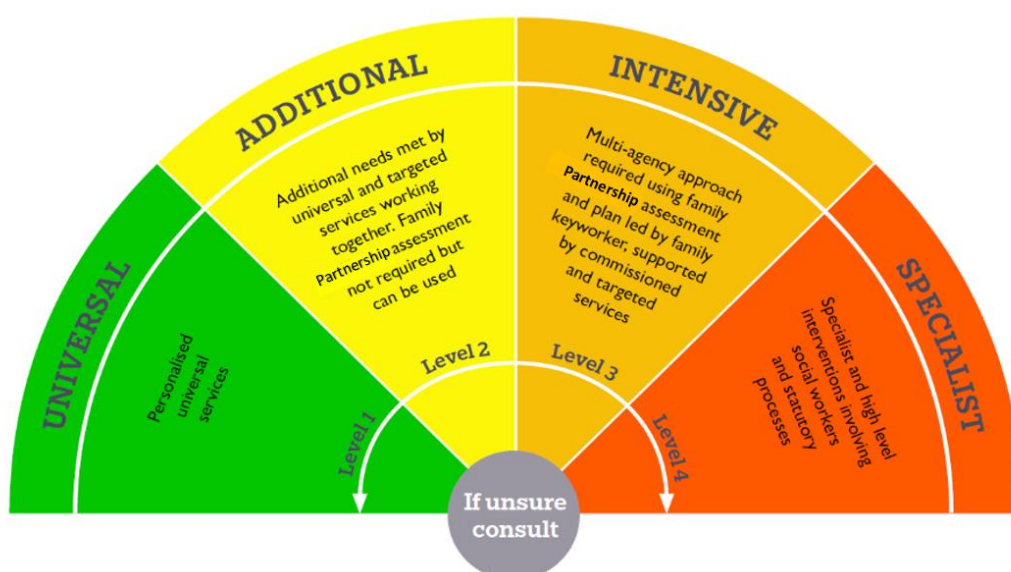 UNIVERSAL
Personalised
universal
services
Level 1
ADDITIONAL
Additional needs met by
universal and targeted
services working
together. Family
Partnership assessment
not required but
can be used
Level 2
INTENSIVE
Multi-agency approach
required using family
Partnership assessment
and plan led by family
keyworker, supported
by commissioned
and targeted
services
Level 3
SPECIALIST
Specialist and high level
interventions involving
social workers
and statutory
processes
Level 4
If unsure
consult